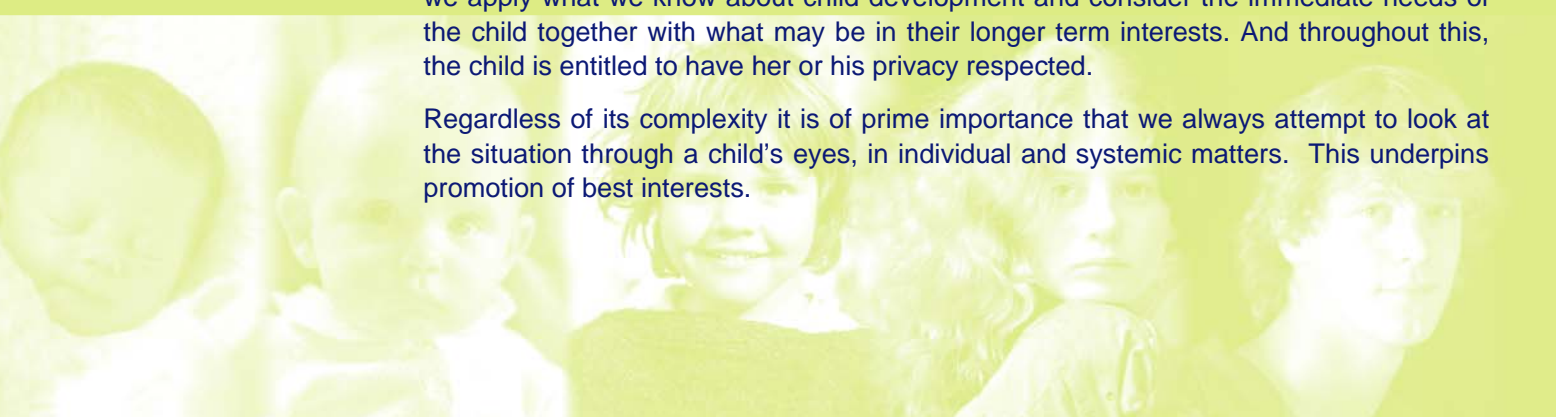 we apply what we know about child development and consider the immediate needs of
the child together with what may be in their longer term interests. And throughout this,
the child is entitled to have her or his privacy respected.
Regardless of its complexity it is of prime importance that we always attempt to look at
the situation through a child's eyes, in individual and systemic matters.  This underpins
promotion of best interests.